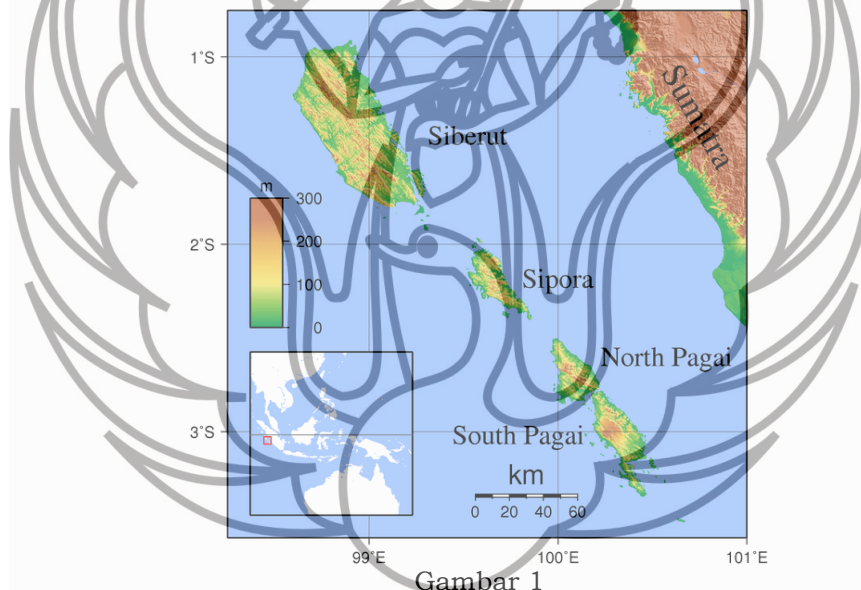 1°S
Sumatra
Siberut
m
300
200
2°S
100
Sipora
0
North Pagai
3°S
South Pagai
km
0 20 40 60
99°E 100°E 101°E
Gambar 1